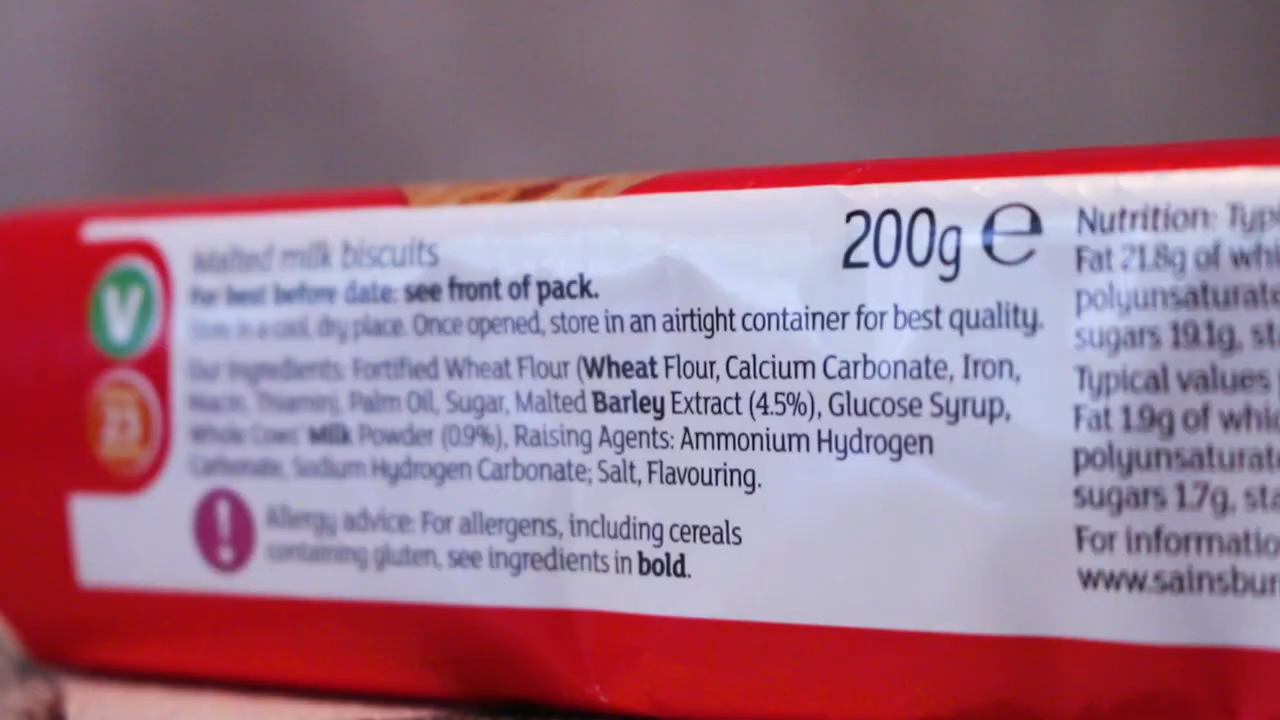 V
23
Malted milk biscuits
For best before date: see front of pack.
Store in a cool, dry place. Once opened, store in an airtight container for best quality.
Our Ingredients: Fortified Wheat Flour (Wheat Flour, Calcium Carbonate, Iron,
Niacin, Thiamin), Palm Oil, Sugar, Malted Barley Extract (4.5%), Glucose Syrup,
Whole Cows' Milk Powder (0.9%), Raising Agents: Ammonium Hydrogen
Carbonate, Sodium Hydrogen Carbonate; Salt, Flavouring.
! Allergy advice: For allergens, including cereals
containing gluten, see ingredients in bold.
200g e
Nutrition: Typi
Fat 21.8g of whi
polyunsaturate
sugars 19.1g, st
Typical values
Fat 1.9g of whic
polyunsaturat
sugars 1.7g, sta
For informatio
www.sainsbur